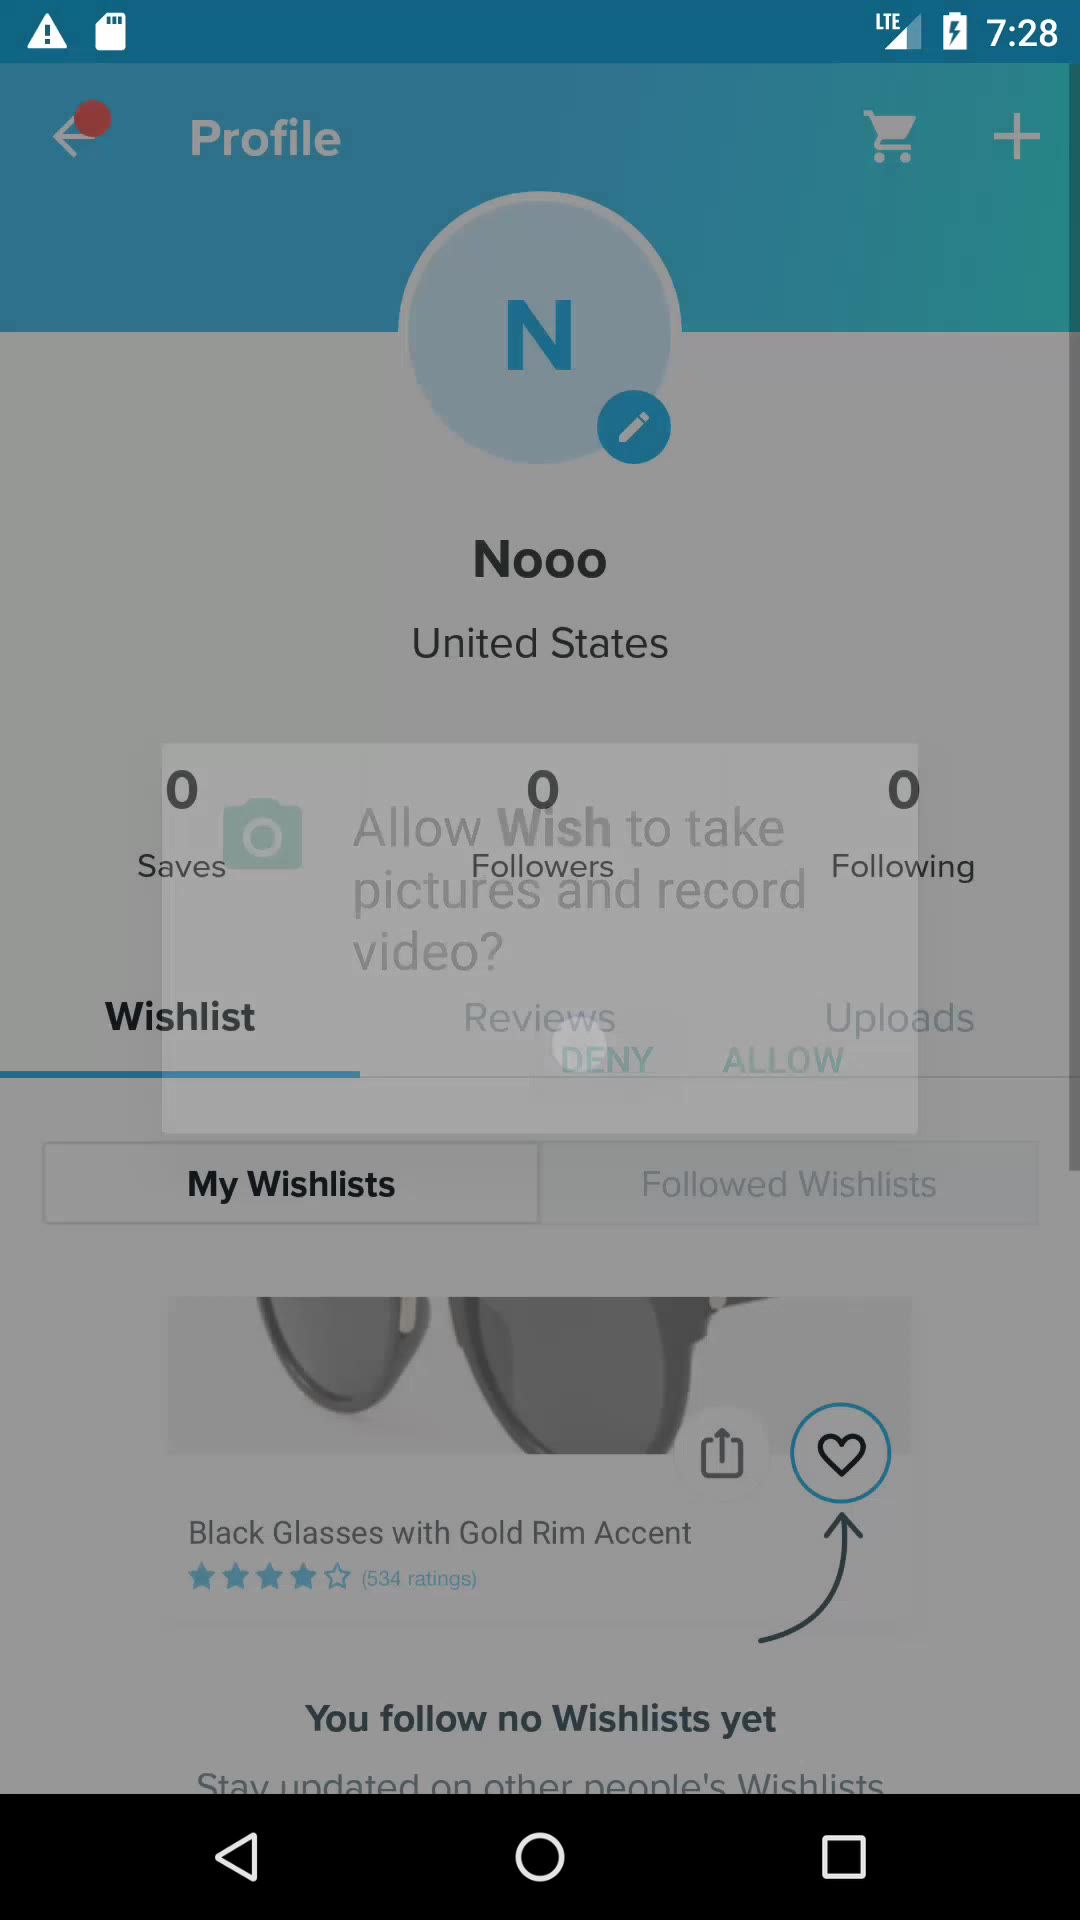 LTE 7:28
Profile
N
Nooo
United States
0 0 0
Saves Followers Following
Allow Wish to take
pictures and record
video?
Wishlist Reviews Uploads
DENY ALLOW
My Wishlists Followed Wishlists
Black Glasses with Gold Rim Accent
(534 ratings)
You follow no Wishlists yet
Stay updated on other people's Wishlists